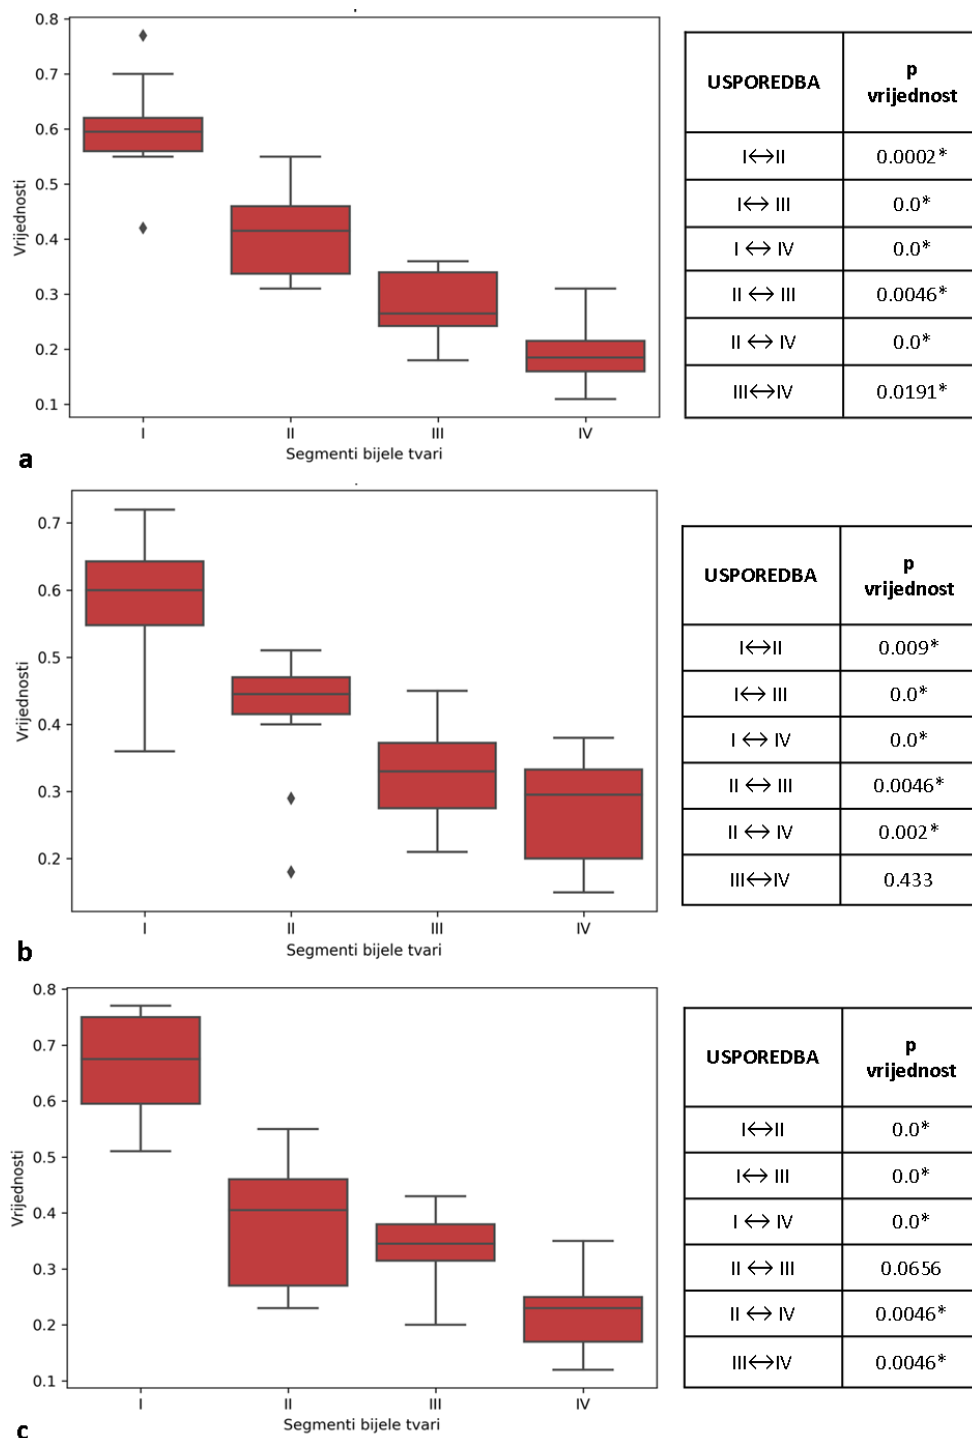 0.8
0.7
0.6
0.5
0.4
0.3
0.2
0.1
Vrijednosti
I II III IV
Segmenti bijele tvari
a
USPOREDBA p vrijednost
I↔II 0.0002*
I↔ III 0.0*
I ↔ IV 0.0*
II ↔ III 0.0046*
II ↔ IV 0.0*
III↔IV 0.0191*
0.7
0.6
0.5
0.4
0.3
0.2
Vrijednosti
I II III IV
Segmenti bijele tvari
b
USPOREDBA p vrijednost
I↔II 0.009*
I↔ III 0.0*
I ↔ IV 0.0*
II ↔ III 0.0046*
II ↔ IV 0.002*
III↔IV 0.433
0.8
0.7
0.6
0.5
0.4
0.3
0.2
0.1
Vrijednosti
I II III IV
Segmenti bijele tvari
c
USPOREDBA p vrijednost
I↔II 0.0*
I↔ III 0.0*
I ↔ IV 0.0*
II ↔ III 0.0656
II ↔ IV 0.0046*
III↔IV 0.0046*